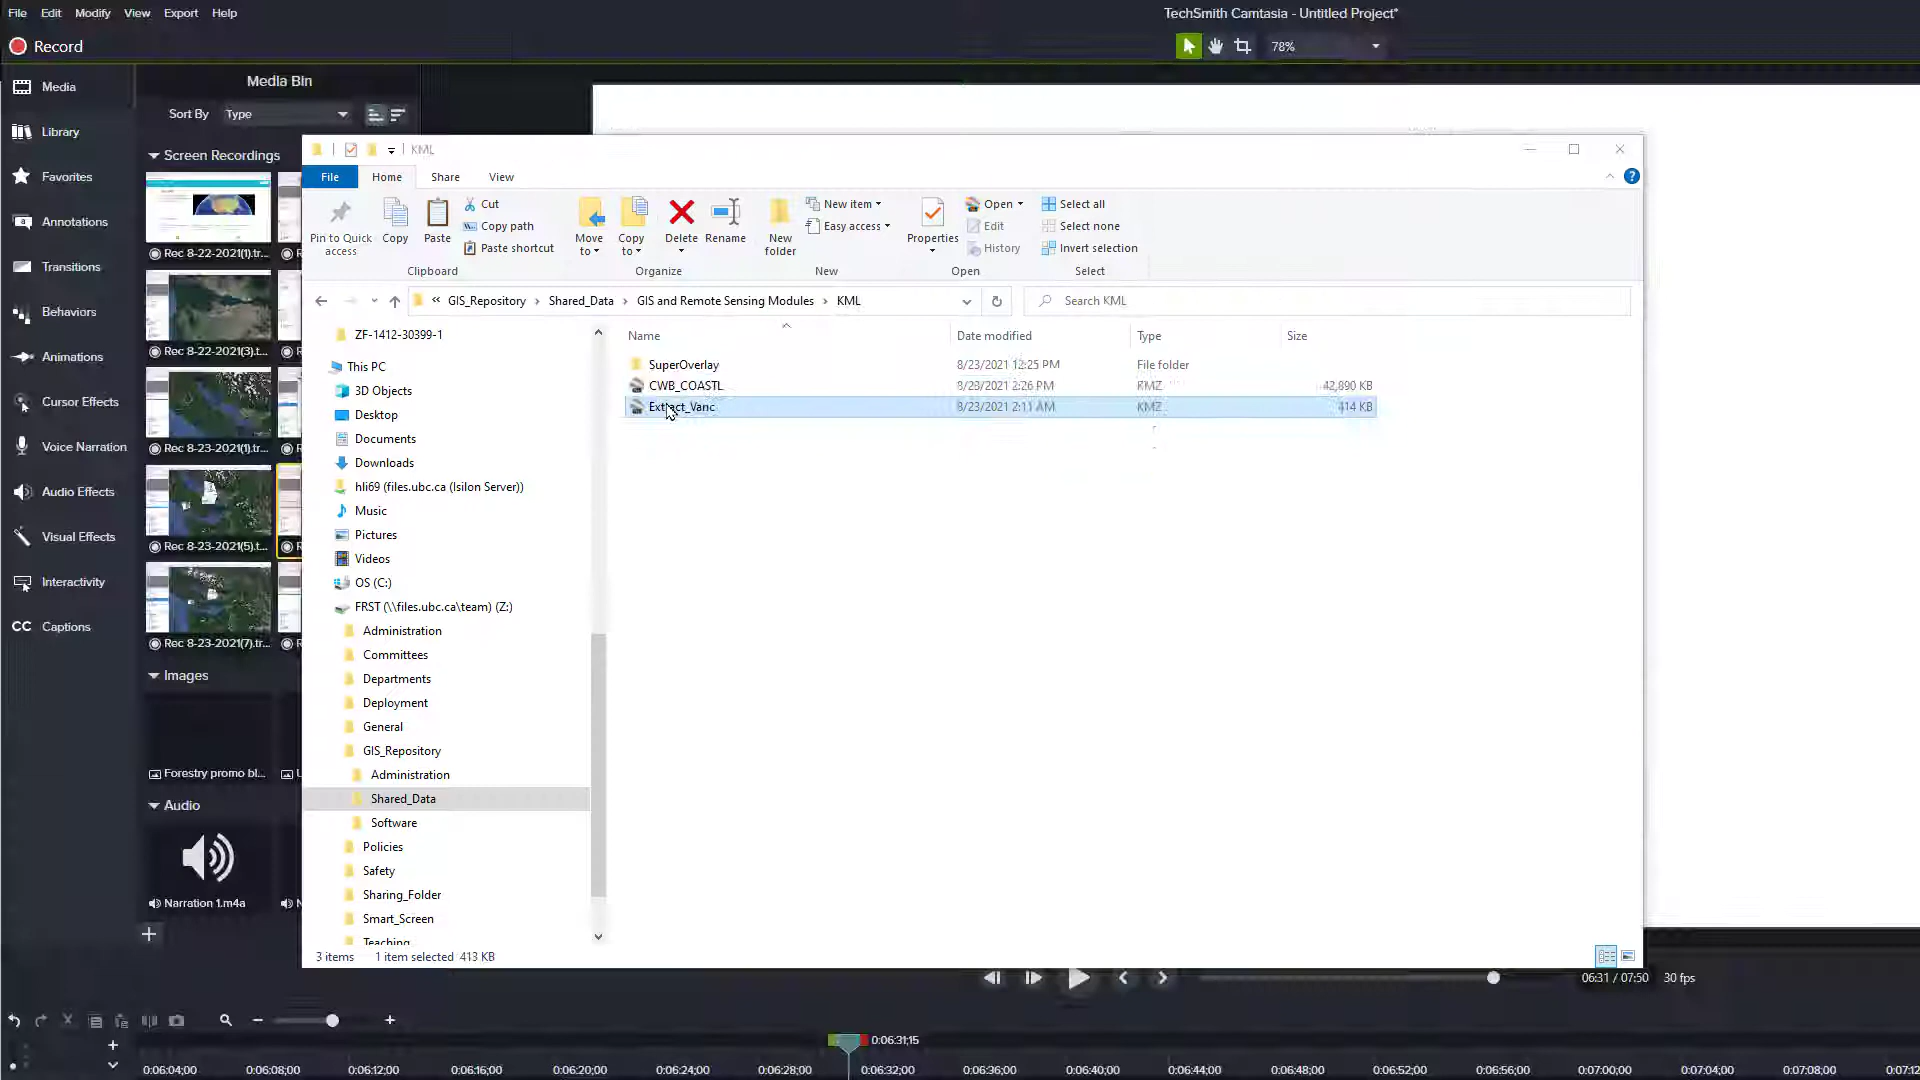 File Edit Modify View Export Help
TechSmith Camtasia - Untitled Project*
Record
78%
Media
Library
Favorites
Annotations
Transitions
Behaviors
Animations
Cursor Effects
Voice Narration
Audio Effects
Visual Effects
Interactivity
CC Captions
Media Bin
Sort By Type
Screen Recordings
Rec 8-22-2021(1).tr...
Rec 8-22-2021(3).t...
Rec 8-23-2021(1).tr...
Rec 8-23-2021(5).t...
Rec 8-23-2021(7).tr...
Images
Forestry promo bl...
Audio
Narration 1.m4a
KML
File Home Share View
Pin to Quick access
Copy
Paste
Cut
Copy path
Paste shortcut
Clipboard
Move to
Copy to
Delete
Rename
Organize
New folder
New item
Easy access
New
Properties
Open
Edit
History
Open
Select all
Select none
Invert selection
Select
« GIS_Repository › Shared_Data › GIS and Remote Sensing Modules › KML
Search KML
ZF-1412-30399-1
This PC
3D Objects
Desktop
Documents
Downloads
hli69 (files.ubc.ca (Isilon Server))
Music
Pictures
Videos
OS (C:)
FRST (\\files.ubc.ca\team) (Z:)
Administration
Committees
Departments
Deployment
General
GIS_Repository
Administration
Shared_Data
Software
Policies
Safety
Sharing_Folder
Smart_Screen
Teaching
Name Date modified Type Size
SuperOverlay 8/23/2021 12:25 PM File folder
CWB_COASTL 8/23/2021 2:26 PM KMZ 42,890 KB
Extract_Vanc 8/23/2021 2:11 AM KMZ 414 KB
3 items 1 item selected 413 KB
06:31 / 07:50 30 fps
0:06:31;15
0:06:04;00 0:06:08;00 0:06:12;00 0:06:16;00 0:06:20;00 0:06:24;00 0:06:28;00 0:06:32;00 0:06:36;00 0:06:40;00 0:06:44;00 0:06:48;00 0:06:52;00 0:06:56;00 0:07:00;00 0:07:04;00 0:07:08;00 0:07:12